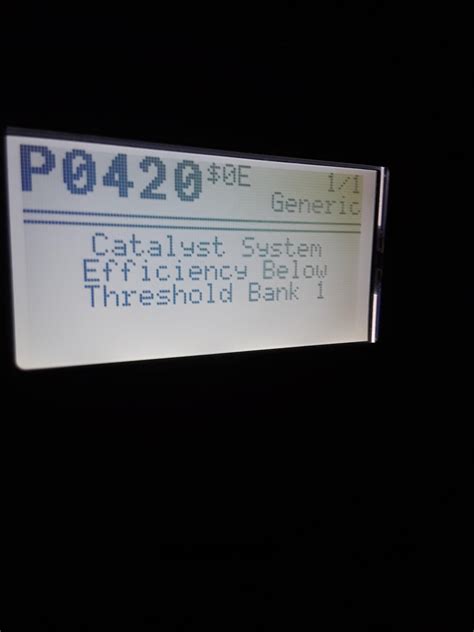 P0420 $0E 1/1
Generic
Catalyst System
Efficiency Below
Threshold Bank 1